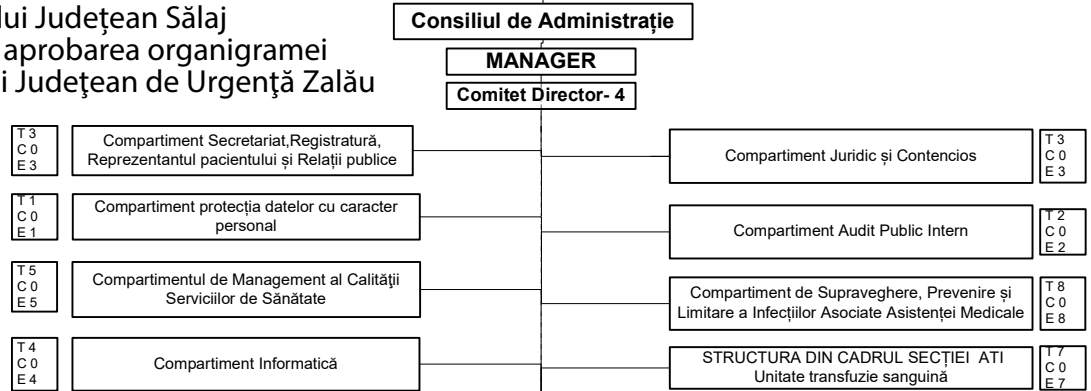 lui Județean Sălaj
aprobarea organigramei
i Judeţean de Urgenţă Zalău
Consiliul de Administrație
MANAGER
Comitet Director- 4
T 3
C 0
E 3
Compartiment Secretariat,Registratură,
Reprezentantul pacientului și Relații publice
Compartiment Juridic și Contencios
T 3
C 0
E 3
T 1
C 0
E 1
Compartiment protecția datelor cu caracter
personal
Compartiment Audit Public Intern
T 2
C 0
E 2
T 5
C 0
E 5
Compartimentul de Management al Calităţii
Serviciilor de Sănătate
Compartiment de Supraveghere, Prevenire și
Limitare a Infecțiilor Asociate Asistenței Medicale
T 8
C 0
E 8
T 4
C 0
E 4
Compartiment Informatică
STRUCTURA DIN CADRUL SECȚIEI ATI
Unitate transfuzie sanguină
T 7
C 0
E 7